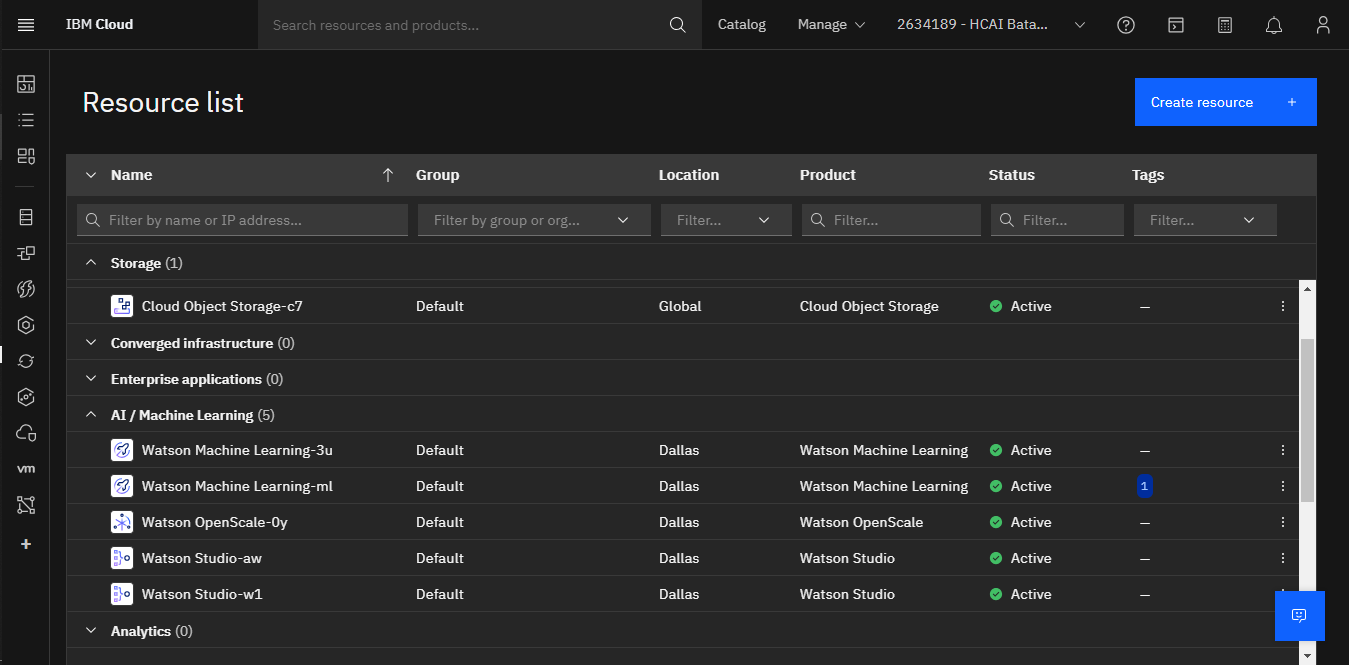 IBM Cloud
Search resources and products...
Catalog
Manage
2634189 - HCAI Bata...
Resource list
Create resource +
Name Group Location Product Status Tags
Filter by name or IP address... Filter by group or org... Filter... Filter... Filter... Filter...
Storage (1)
Cloud Object Storage-c7 Default Global Cloud Object Storage Active —
Converged infrastructure (0)
Enterprise applications (0)
AI / Machine Learning (5)
Watson Machine Learning-3u Default Dallas Watson Machine Learning Active —
Watson Machine Learning-ml Default Dallas Watson Machine Learning Active 1
Watson OpenScale-0y Default Dallas Watson OpenScale Active —
Watson Studio-aw Default Dallas Watson Studio Active —
Watson Studio-w1 Default Dallas Watson Studio Active —
Analytics (0)
vm